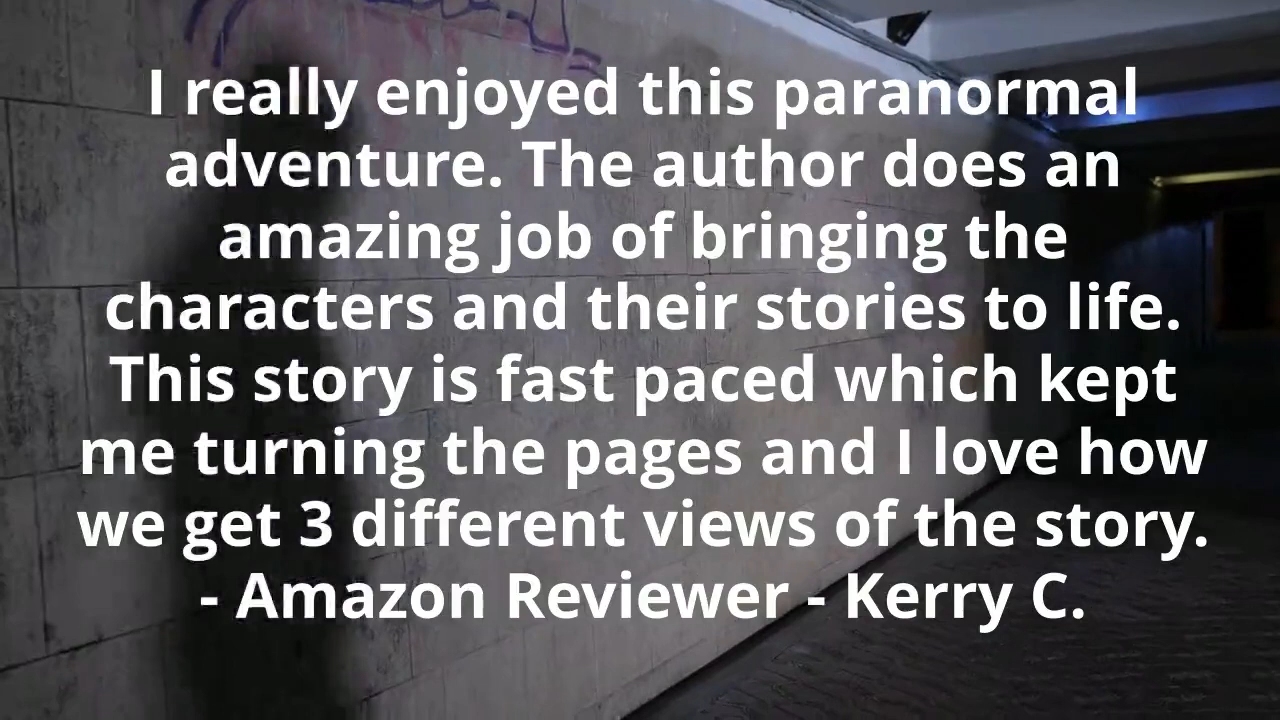 I really enjoyed this paranormal
adventure. The author does an
amazing job of bringing the
characters and their stories to life.
This story is fast paced which kept
me turning the pages and I love how
we get 3 different views of the story.
- Amazon Reviewer - Kerry C.